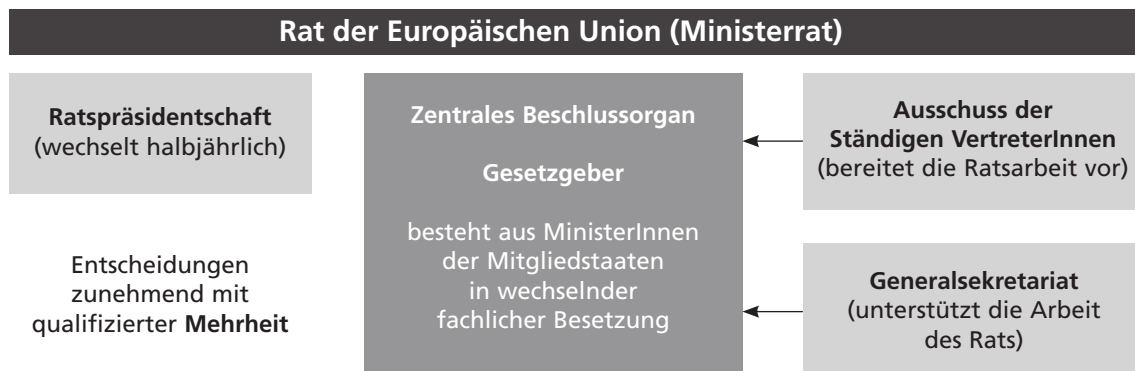 Rat der Europäischen Union (Ministerrat)
Ratspräsidentschaft
(wechselt halbjährlich)
Entscheidungen
zunehmend mit
qualifizierter Mehrheit
Zentrales Beschlussorgan
Gesetzgeber
besteht aus MinisterInnen
der Mitgliedstaaten
in wechselnder
fachlicher Besetzung
Ausschuss der
Ständigen VertreterInnen
(bereitet die Ratsarbeit vor)
Generalsekretariat
(unterstützt die Arbeit
des Rats)